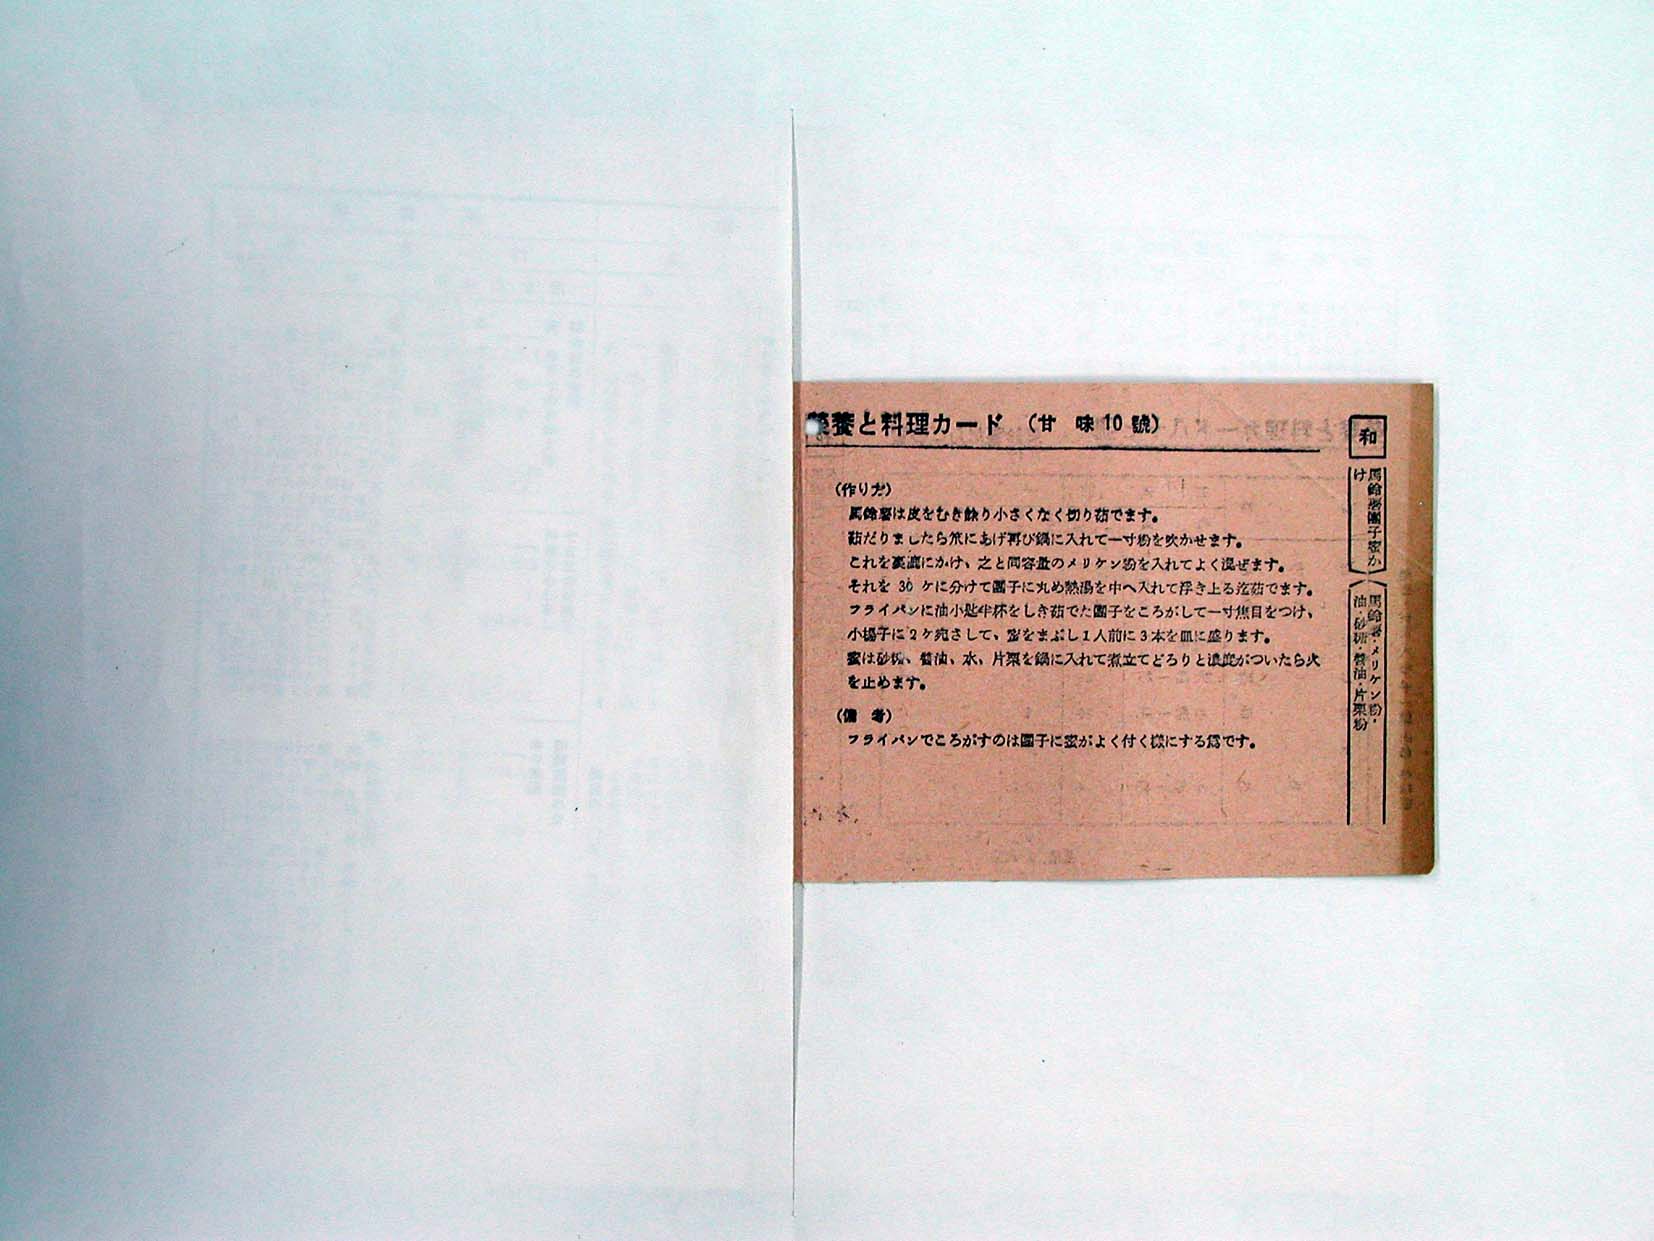 榮養と料理カード（甘　味10號）
和
馬鈴薯團子蜜か
け
馬鈴薯・メリケン粉・
油・砂糖・醬油・片栗粉
（作り方）
馬鈴薯は皮をむき餘り小さくなく切り茹でます。
茹だりましたら笊にあげ再び鍋に入れて一寸粉を吹かせます。
これを裏漉にかけ、之と同容量のメリケン粉を入れてよく混ぜます。
それを 30 ケに分けて團子に丸め熱湯を中へ入れて浮き上る迄茹でます。
フライパンに油小匙半杯をしき茹でた團子をころがして一寸焦目をつけ、
小楊子に2ケ宛さして、蜜をまぶし1人前に3本を皿に盛ります。
蜜は砂糖、醬油、水、片栗を鍋に入れて煮立てどろりと濃度がついたら火
を止めます。
（備　考）
フライパンでころがすのは團子に蜜がよく付く樣にする爲です。